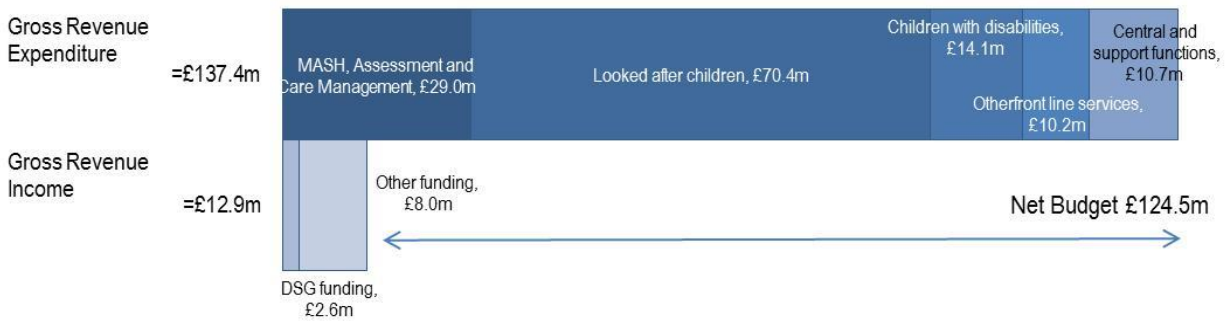 Gross Revenue
Expenditure
=£137.4m
MASH, Assessment and
Care Management, £29.0m
Looked after children, £70.4m
Children with disabilities,
£14.1m
Otherfront line services,
£10.2m
Central and
support functions,
£10.7m
Gross Revenue
Income
=£12.9m
Other funding,
£8.0m
Net Budget £124.5m
DSG funding,
£2.6m